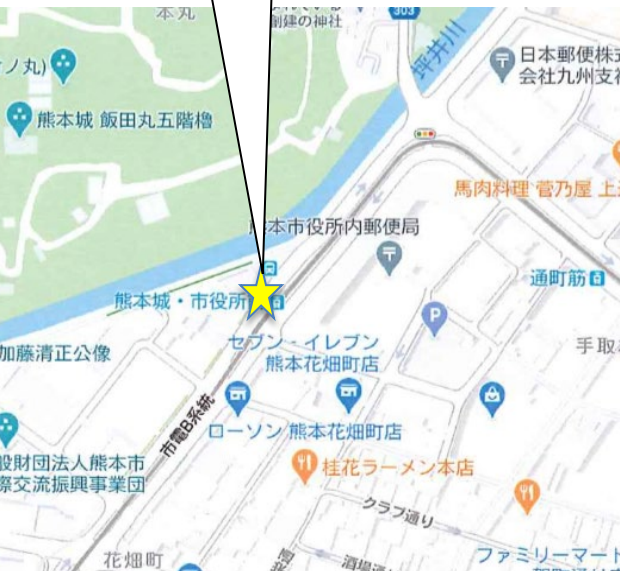 本丸
創建の神社
303
坪井川
日本郵便株式
会社九州支社
ノ丸)
熊本城 飯田丸五階櫓
馬肉料理 菅乃屋 上
本市役所内郵便局
通町筋
熊本城・市役所
P
手取
加藤清正公像
セブン - イレブン
熊本花畑町店
市電B系統
ローソン 熊本花畑町店
般財団法人熊本市
際交流振興事業団
桂花ラーメン本店
クラブ通り
酒場通
花畑町
ファミリーマート